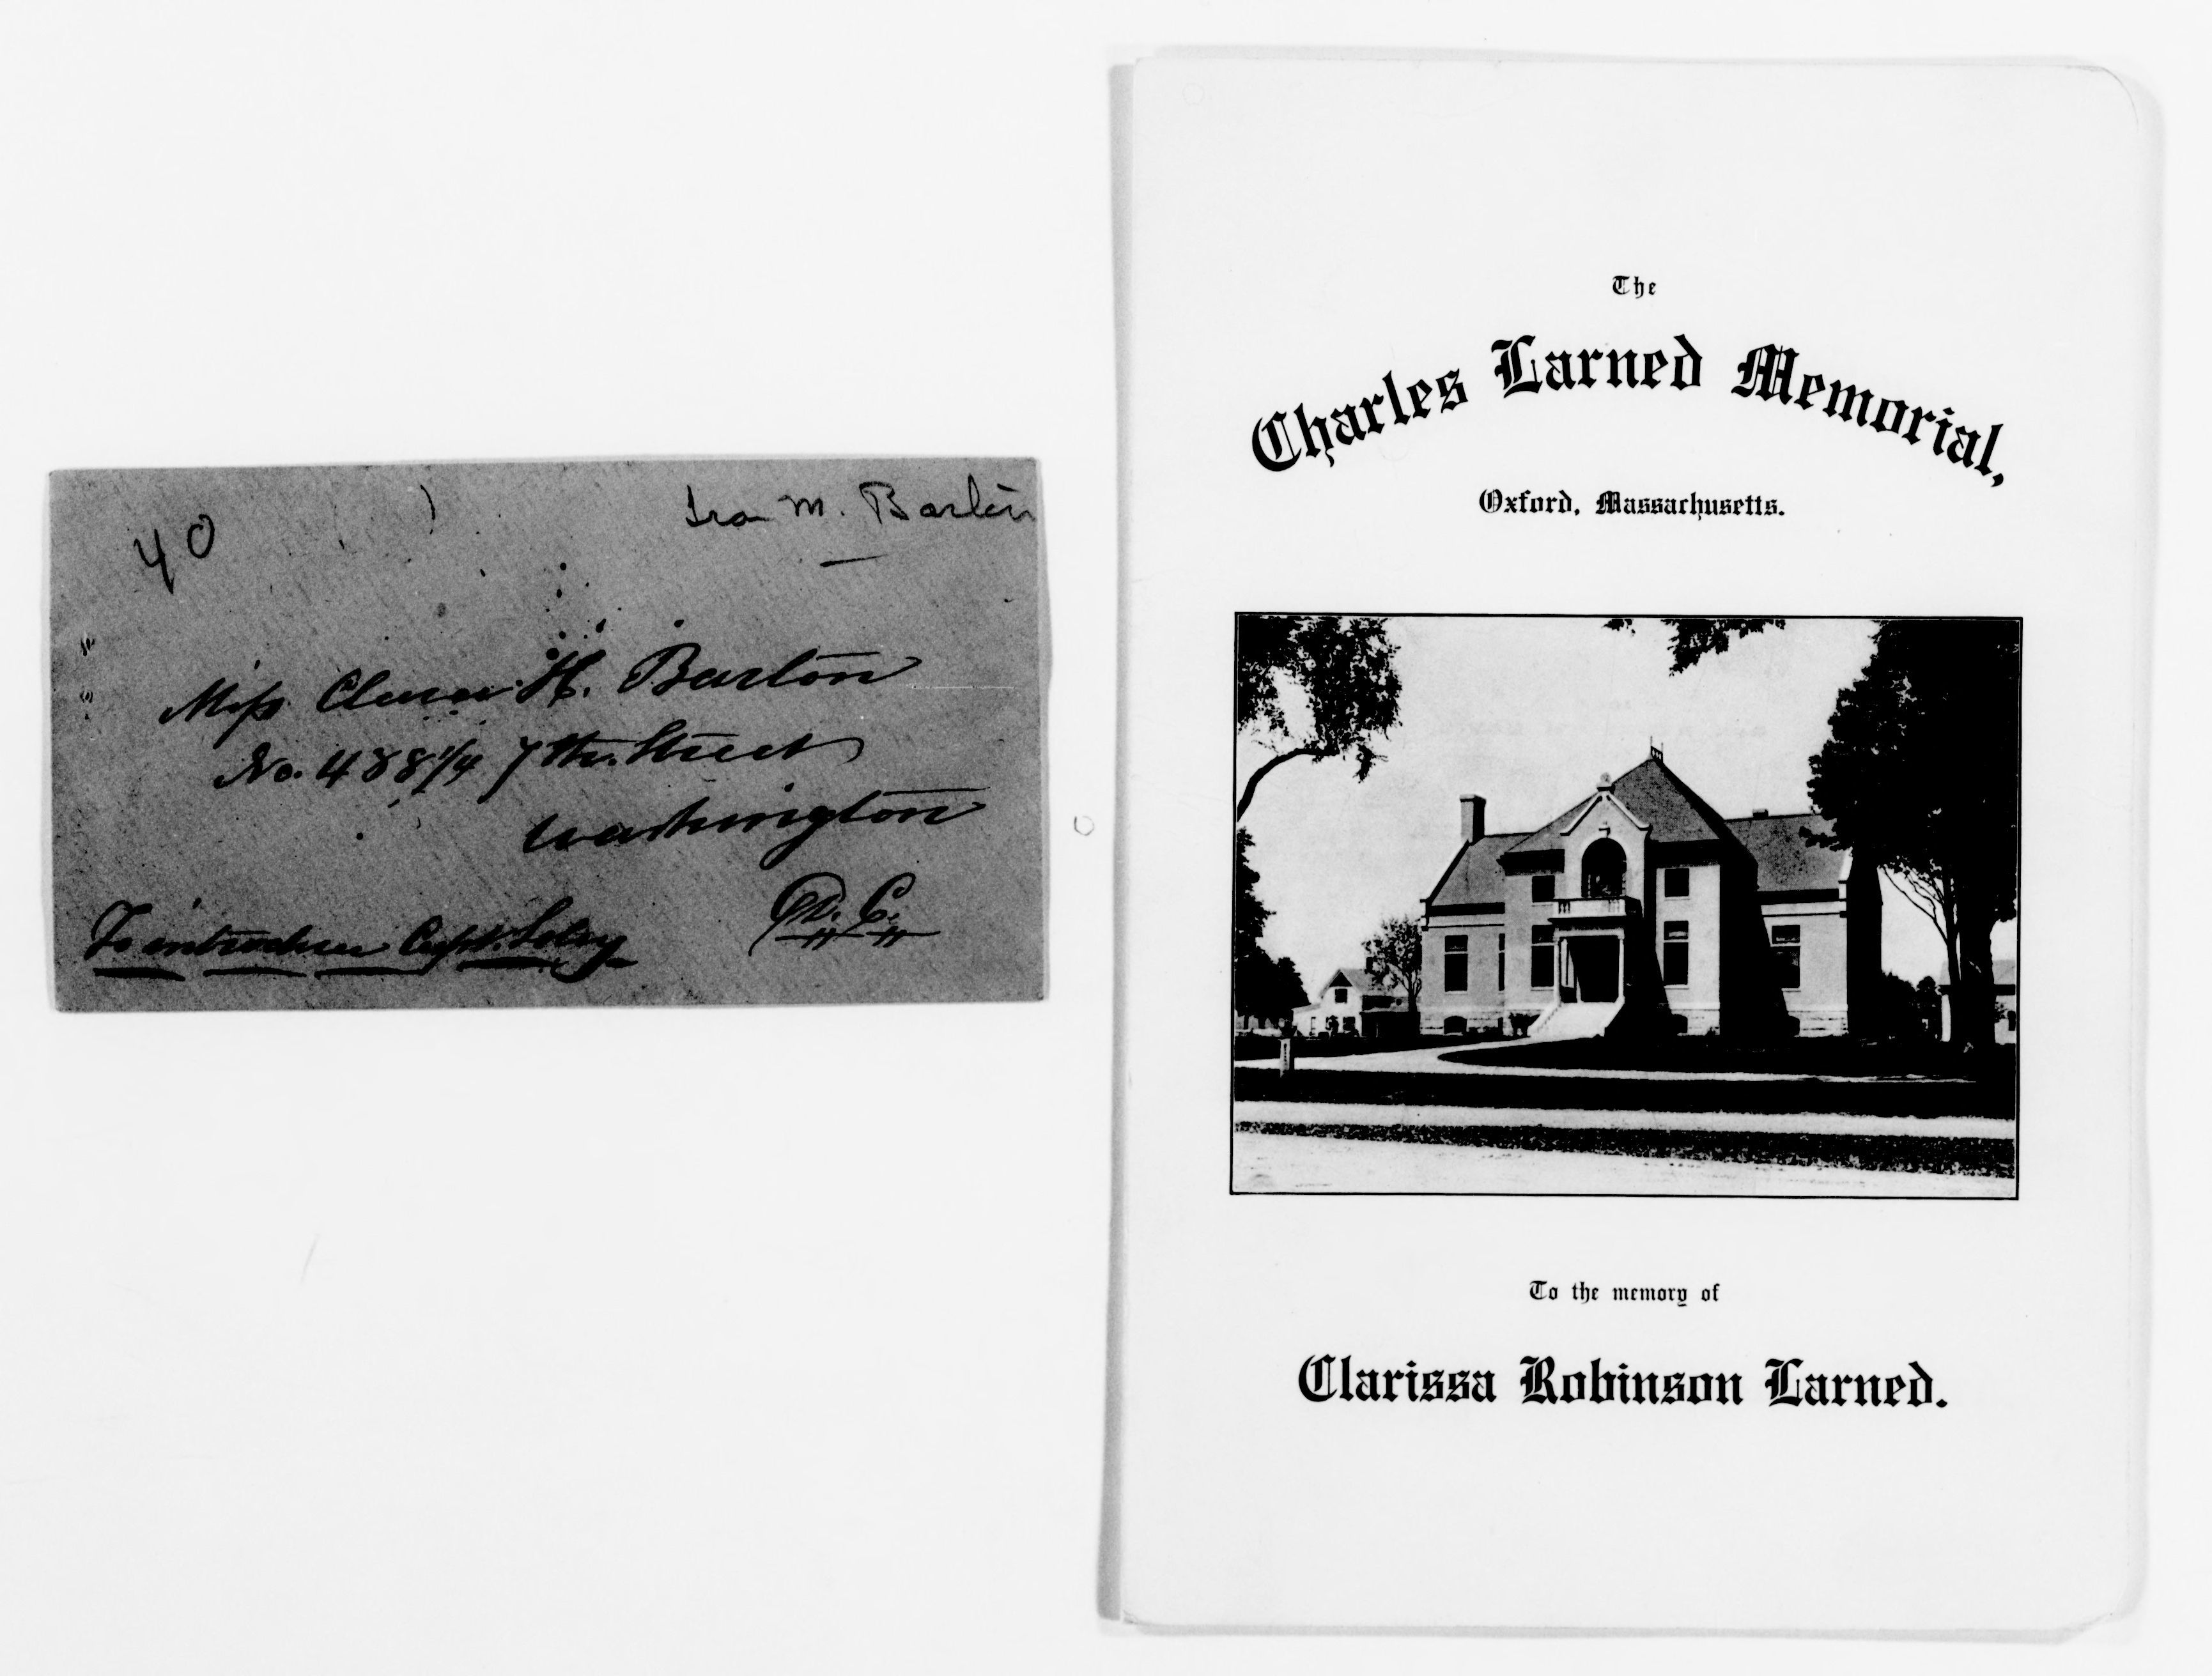 40
Ira M. Barton
Miss Clara H. Barton
No. 488 1/4 7th. Street
Washington
D. C.
To introduce Capt.
The
Charles Larned Memorial,
Oxford, Massachusetts.
To the memory of
Clarissa Robinson Larned.